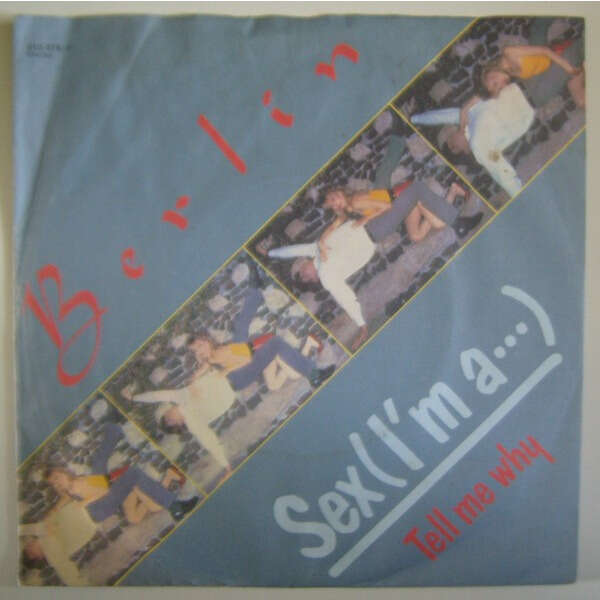 Berlin
Sex (I'm a...)
Tell me why